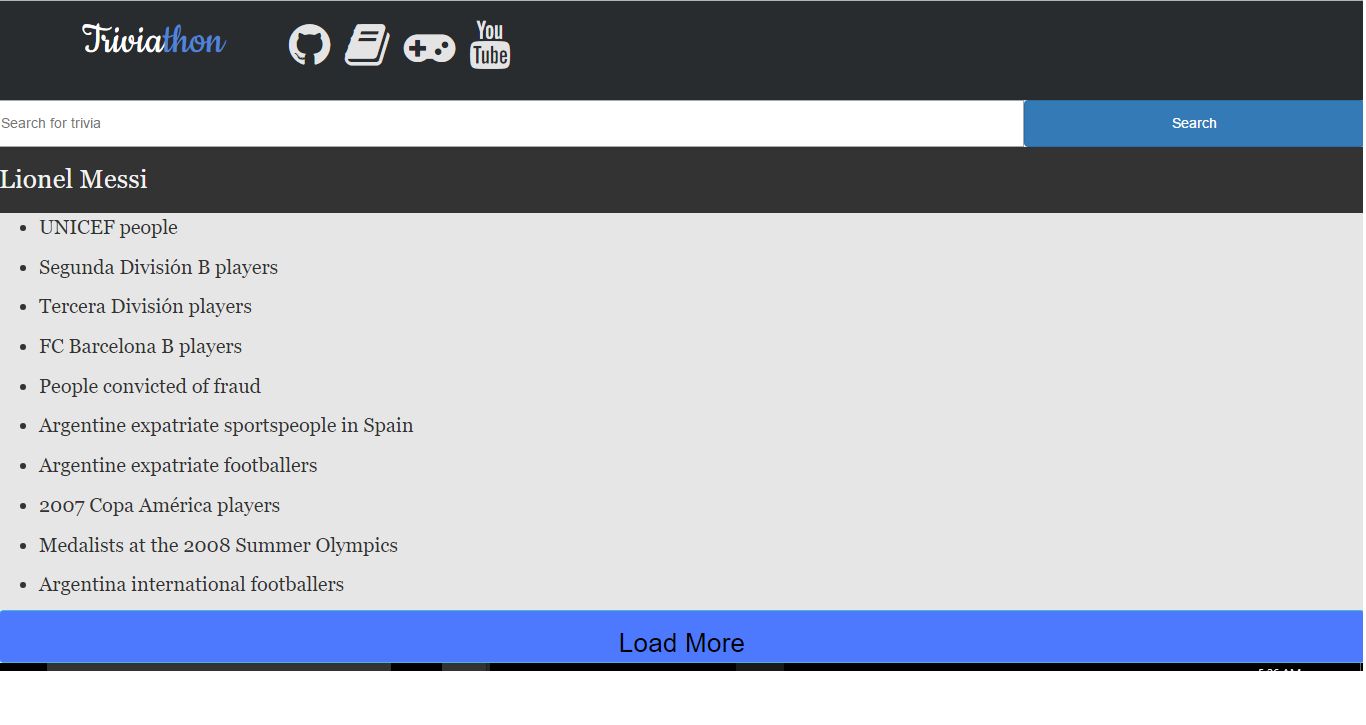 Triviathon
You
Tube
Search for trivia
Search
Lionel Messi
UNICEF people
Segunda División B players
Tercera División players
FC Barcelona B players
People convicted of fraud
Argentine expatriate sportspeople in Spain
Argentine expatriate footballers
2007 Copa América players
Medalists at the 2008 Summer Olympics
Argentina international footballers
Load More